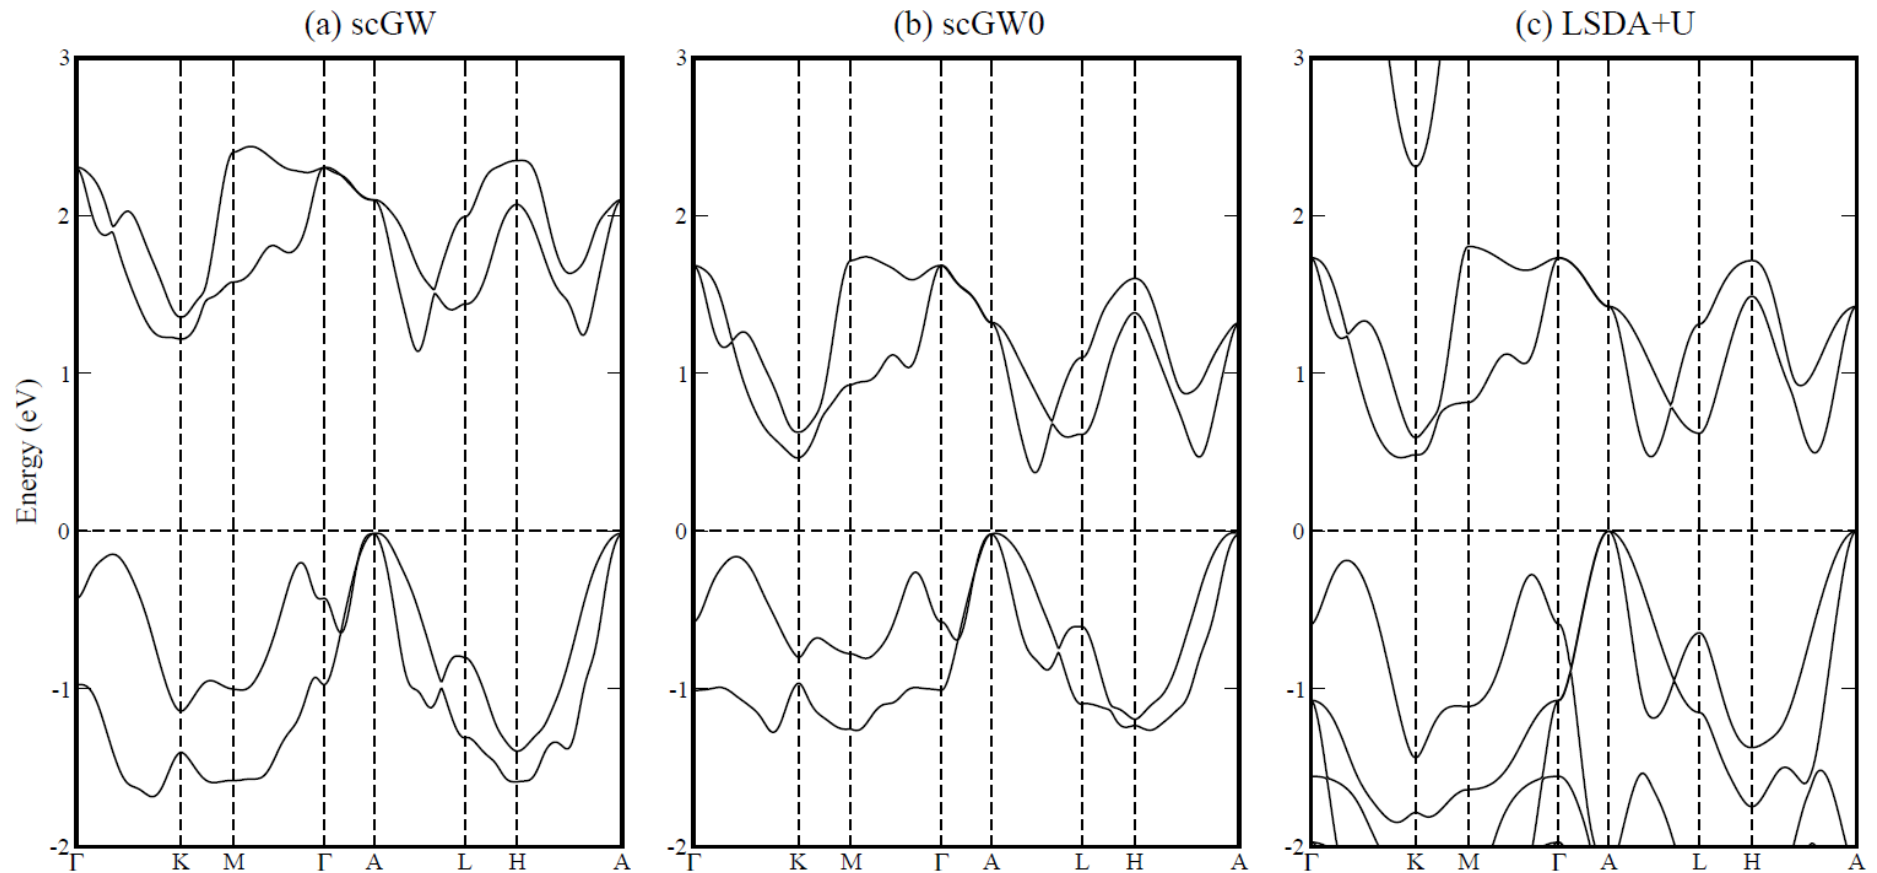 (a) scGW
(b) scGW0
(c) LSDA+U
Energy (eV)
3
2
1
0
-1
-2
Γ K M Γ A L H A
3
2
1
0
-1
-2
Γ K M Γ A L H A
3
2
1
0
-1
-2
Γ K M Γ A L H A